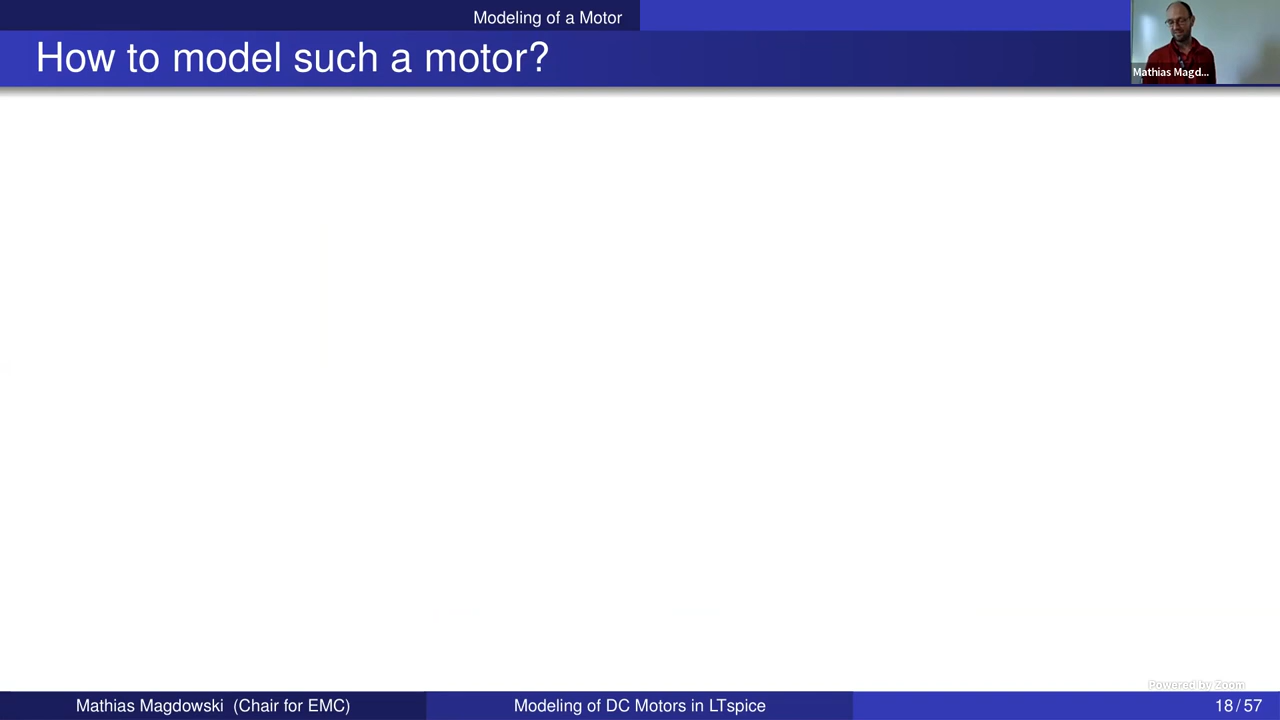 Modeling of a Motor
How to model such a motor?
Mathias Magd...
Powered by Zoom
Mathias Magdowski (Chair for EMC)
Modeling of DC Motors in LTspice
18/57